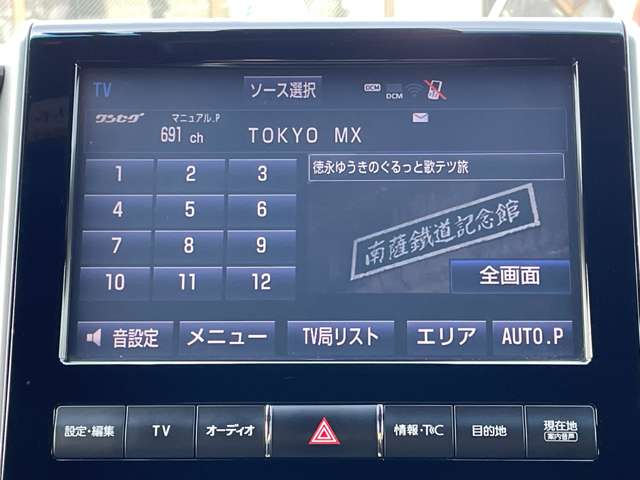 TV ソース選択 DCM DCM
ワンセグ マニュアル.P
691 ch TOKYO MX
1 2 3
徳永ゆうきのぐるっと歌テツ旅
4 5 6
南薩鐵道記念館
7 8 9
10 11 12
全画面
音設定 メニュー TV局リスト エリア AUTO.P
設定・編集 TV オーディオ 情報・T∞C 目的地 現在地
案内音声